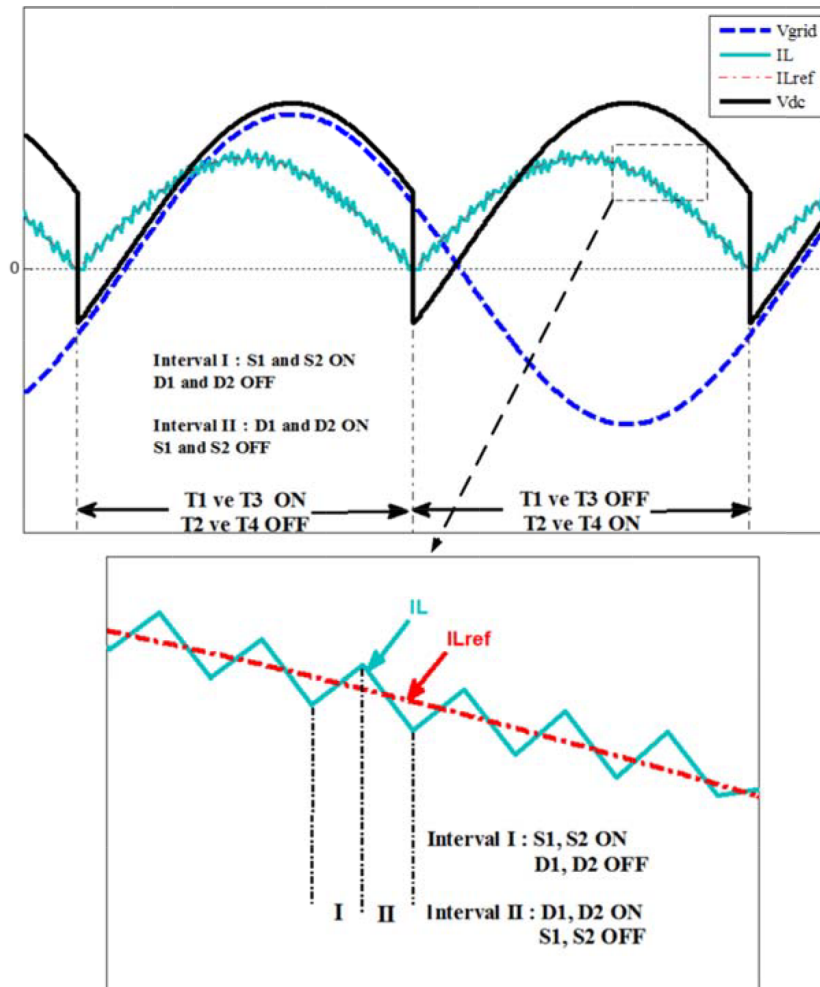 Vgrid
IL
ILref
Vdc
0
Interval I : S1 and S2 ON
D1 and D2 OFF
Interval II : D1 and D2 ON
S1 and S2 OFF
T1 ve T3 ON
T2 ve T4 OFF
T1 ve T3 OFF
T2 ve T4 ON
IL
ILref
Interval I : S1, S2 ON
D1, D2 OFF
I
II
Interval II : D1, D2 ON
S1, S2 OFF